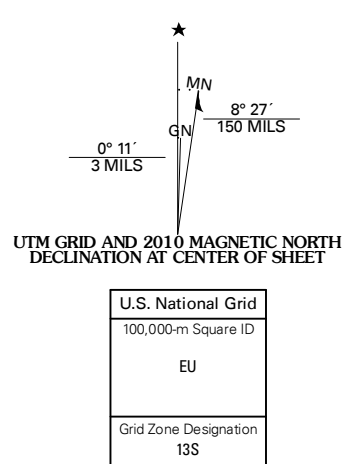 ★
MN
8° 27´
150 MILS
GN
0° 11´
3 MILS
UTM GRID AND 2010 MAGNETIC NORTH
DECLINATION AT CENTER OF SHEET
U.S. National Grid
100,000-m Square ID
EU
Grid Zone Designation
13S